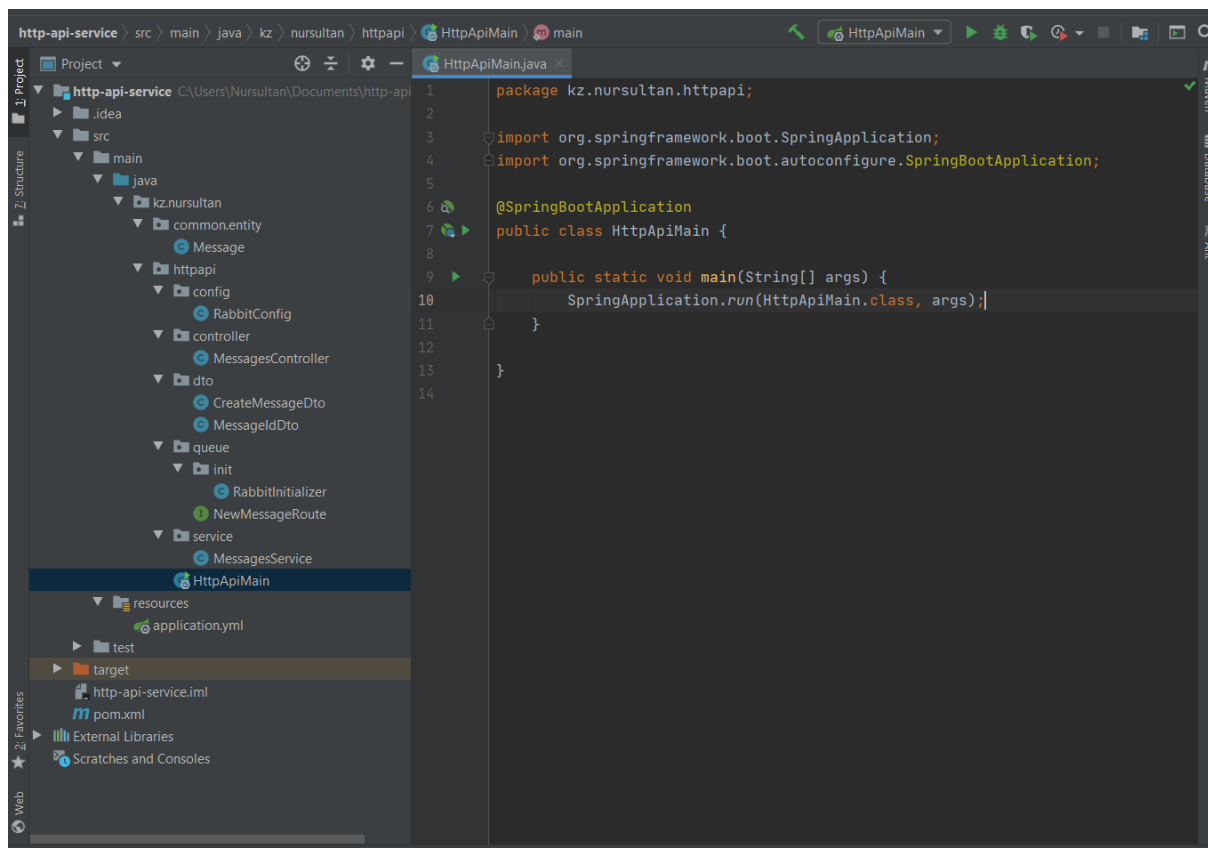 http-api-service src main java kz nursultan httpapi HttpApiMain main HttpApiMain
1: Project
Project
HttpApiMain.java
http-api-service C:\Users\Nursultan\Documents\http-api
.idea
src
main
java
kz.nursultan
common.entity
Message
httpapi
config
RabbitConfig
controller
MessagesController
dto
CreateMessageDto
MessageIdDto
queue
init
RabbitInitializer
NewMessageRoute
service
MessagesService
HttpApiMain
resources
application.yml
test
target
http-api-service.iml
pom.xml
External Libraries
Scratches and Consoles
7: Structure
2: Favorites
Web
1 package kz.nursultan.httpapi;
2
3 import org.springframework.boot.SpringApplication;
4 import org.springframework.boot.autoconfigure.SpringBootApplication;
5
6 @SpringBootApplication
7 public class HttpApiMain {
8
9 public static void main(String[] args) {
10 SpringApplication.run(HttpApiMain.class, args);
11 }
12
13 }
14